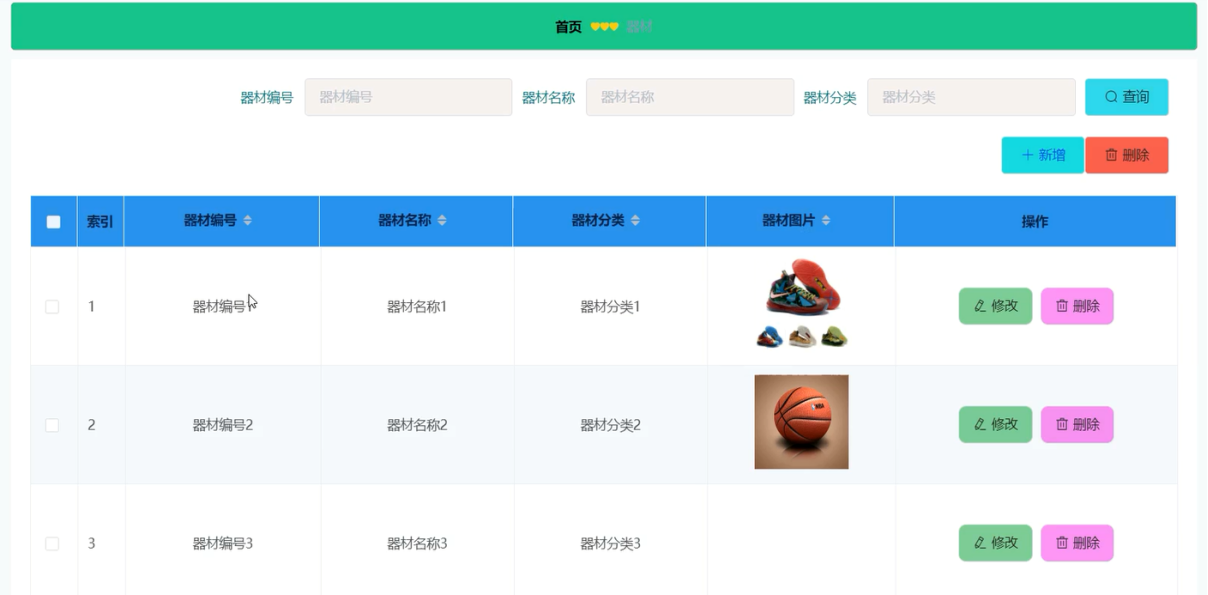 首页 器材
器材编号 器材编号 器材名称 器材名称 器材分类 器材分类 查询
新增 删除
索引 器材编号 器材名称 器材分类 器材图片 操作
1 器材编号1 器材名称1 器材分类1 修改 删除
2 器材编号2 器材名称2 器材分类2 修改 删除
3 器材编号3 器材名称3 器材分类3 修改 删除